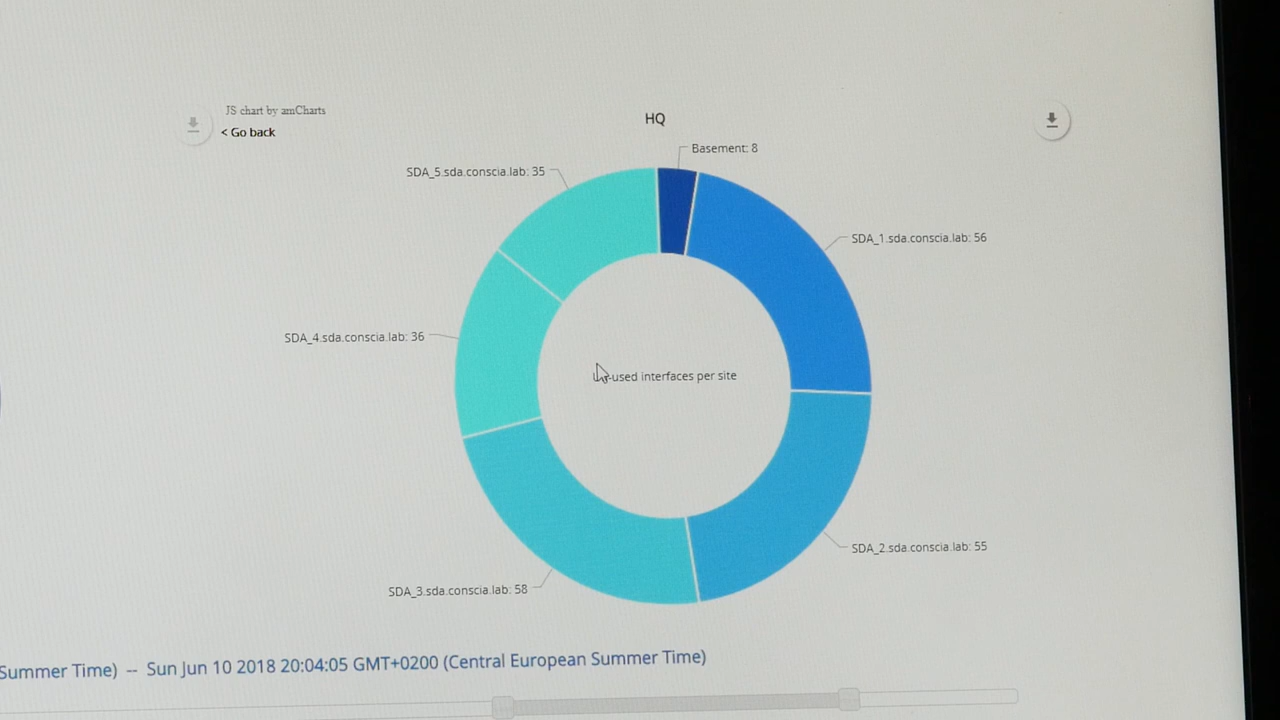 JS chart by amCharts
< Go back
HQ
Basement: 8
SDA_5.sda.conscia.lab: 35
SDA_1.sda.conscia.lab: 56
SDA_4.sda.conscia.lab: 36
-used interfaces per site
SDA_2.sda.conscia.lab: 55
SDA_3.sda.conscia.lab: 58
Summer Time) -- Sun Jun 10 2018 20:04:05 GMT+0200 (Central European Summer Time)